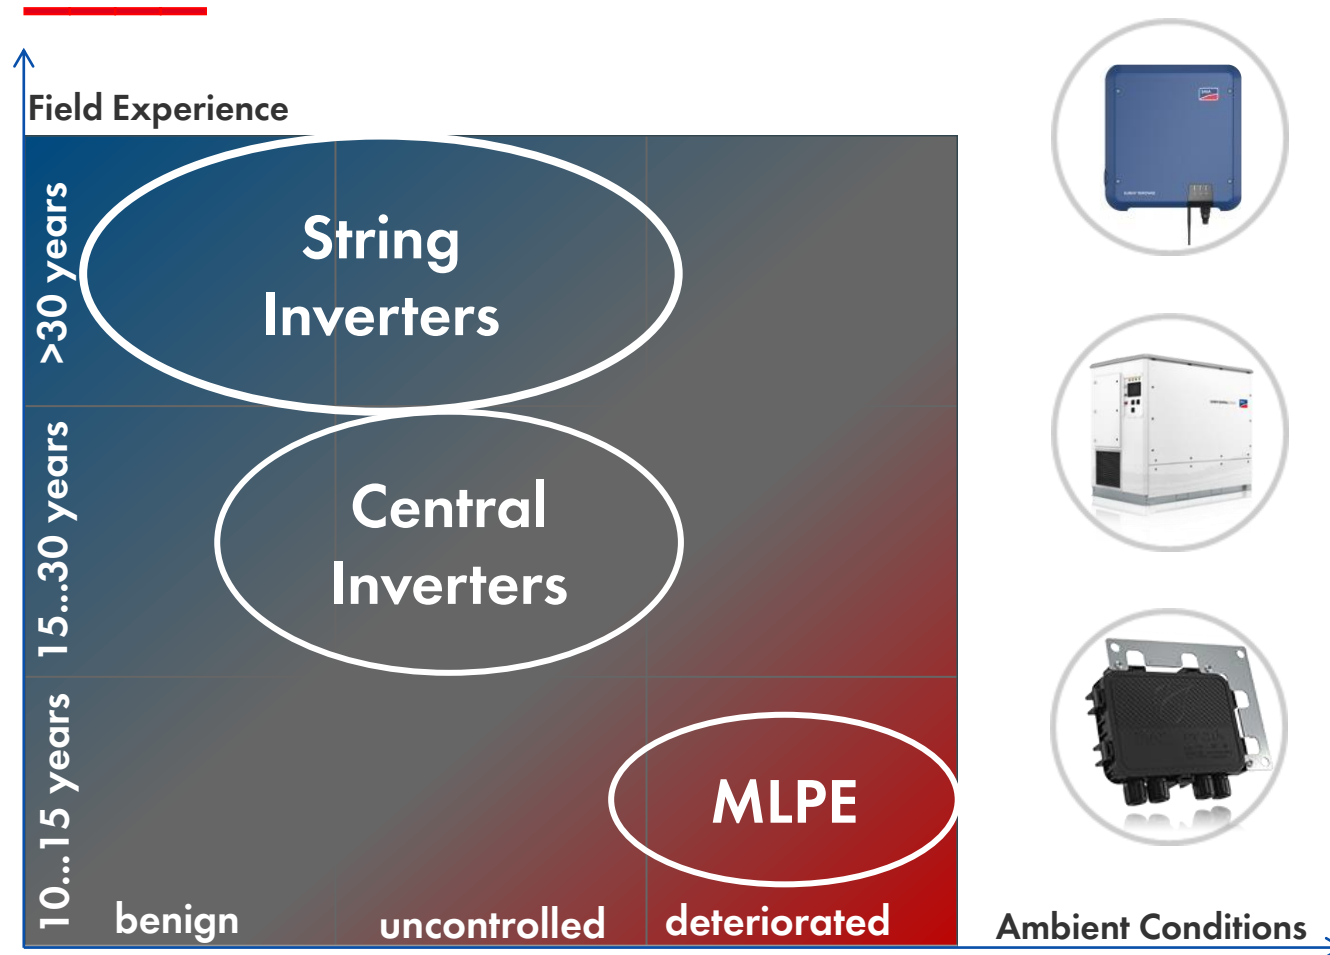 Field Experience
>30 years
String
Inverters
15...30 years
Central
Inverters
10...15 years
MLPE
benign
uncontrolled
deteriorated
Ambient Conditions